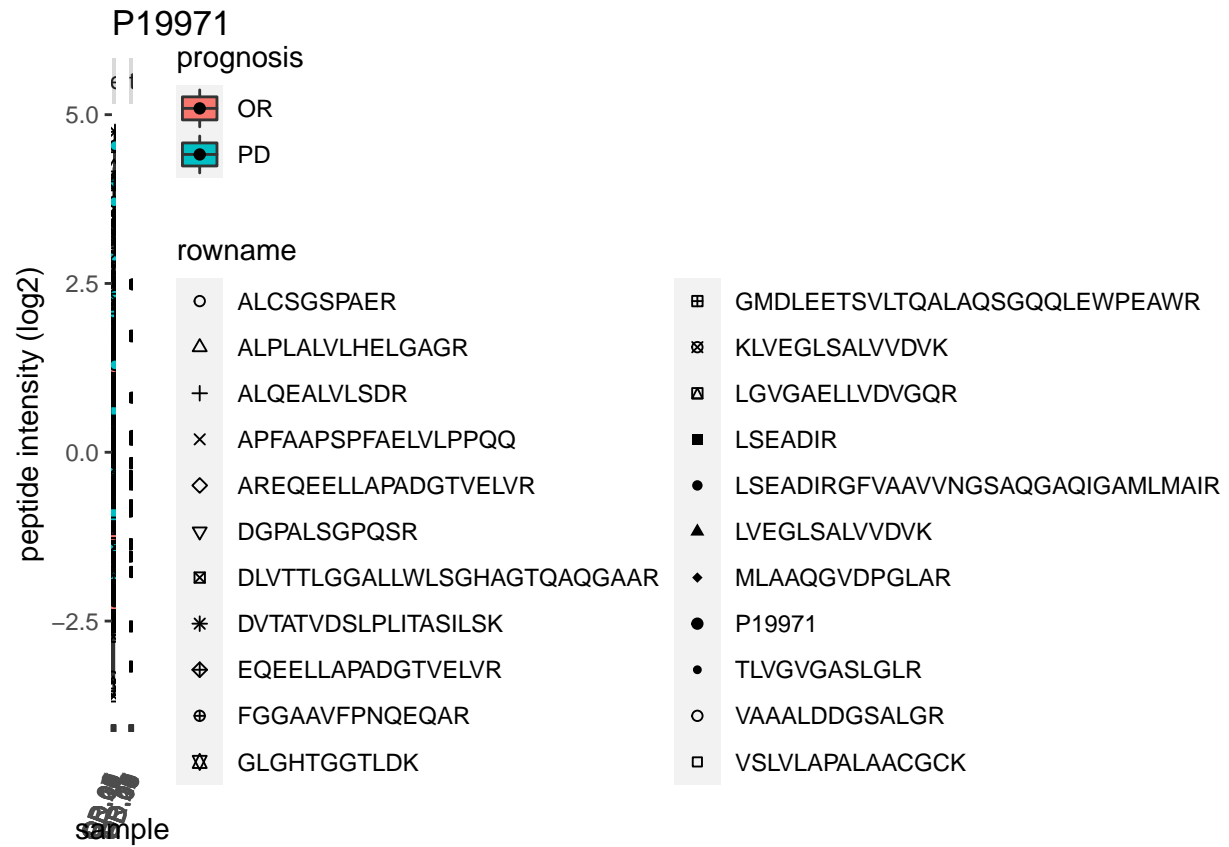 P19971
prognosis
OR
PD
5.0
2.5
0.0
−2.5
peptide intensity (log2)
sample
rowname
ALCSGSPAER
ALPLALVLHELGAGR
ALQEALVLSDR
APFAAPSPFAELVLPPQQ
AREQEELLAPADGTVELVR
DGPALSGPQSR
DLVTTLGGALLWLSGHAGTQAQGAAR
DVTATVDSLPLITASILSK
EQEELLAPADGTVELVR
FGGAAVFPNQEQAR
GLGHTGGTLDK
GMDLEETSVLTQALAQSGQQLEWPEAWR
KLVEGLSALVVDVK
LGVGAELLVDVGQR
LSEADIR
LSEADIRGFVAAVVNGSAQGAQIGAMLMAIR
LVEGLSALVVDVK
MLAAQGVDPGLAR
P19971
TLVGVGASLGLR
VAAALDDGSALGR
VSLVLAPALAACGCK